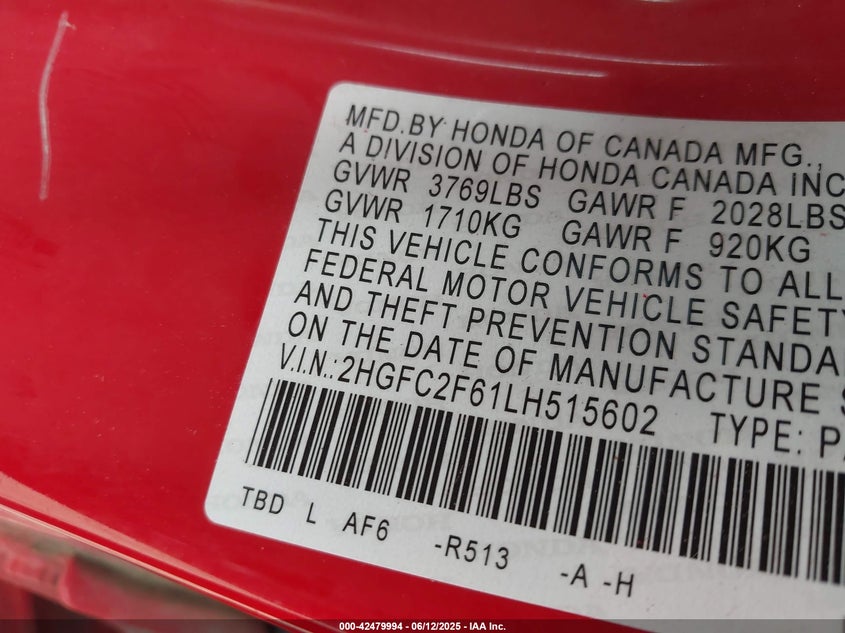 MFD.BY HONDA OF CANADA MFG.,
A DIVISION OF HONDA CANADA INC
GVWR 3769LBS GAWR F 2028LBS
GVWR 1710KG GAWR F 920KG
THIS VEHICLE CONFORMS TO ALL
FEDERAL MOTOR VEHICLE SAFETY
AND THEFT PREVENTION STANDA
ON THE DATE OF MANUFACTURE S
V.I.N.:2HGFC2F61LH515602 TYPE: PA
TBD L AF6 -R513 -A -H
000-42479994 - 06/12/2025 - IAA Inc.